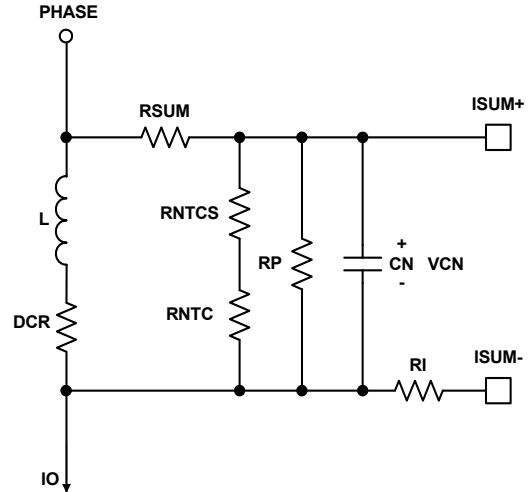 PHASE
RSUM
ISUM+
L
RNTCS
RP
+
CN VCN
-
RNTC
DCR
RI
ISUM-
IO